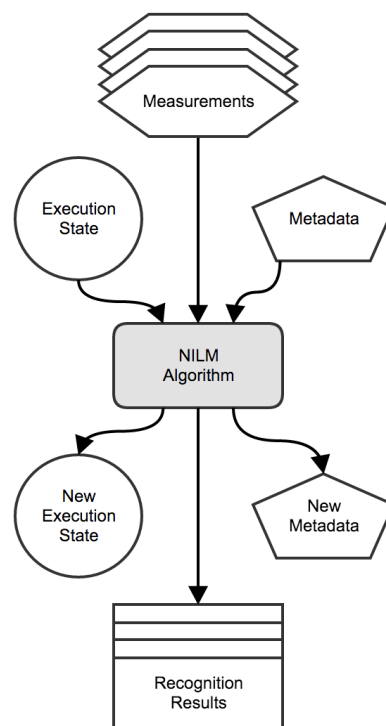 Measurements
Execution
State
Metadata
NILM
Algorithm
New
Execution
State
New
Metadata
Recognition
Results